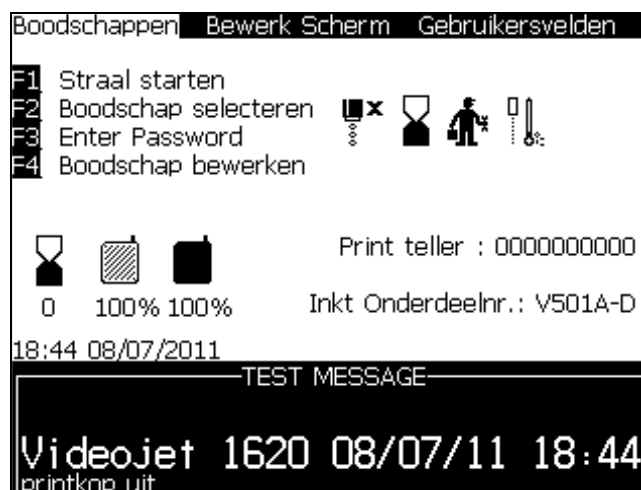 Boodschappen Bewerk Scherm Gebruikersvelden
F1 Straal starten
F2 Boodschap selecteren
F3 Enter Password
F4 Boodschap bewerken
Print teller : 0000000000
0 100% 100% Inkt Onderdeelnr.: V501A-D
18:44 08/07/2011
TEST MESSAGE
Videojet 1620 08/07/11 18:44
printkop uit